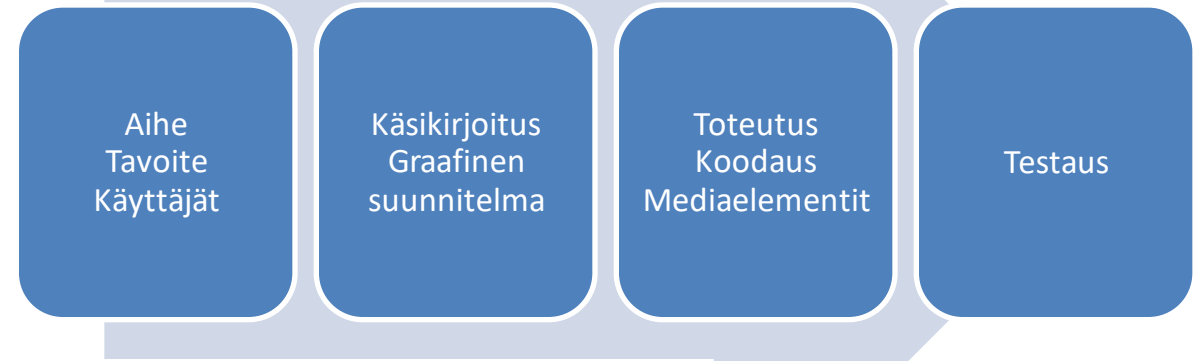 Aihe
Tavoite
Käyttäjät
Käsikirjoitus
Graafinen
suunnitelma
Toteutus
Koodaus
Mediaelementit
Testaus